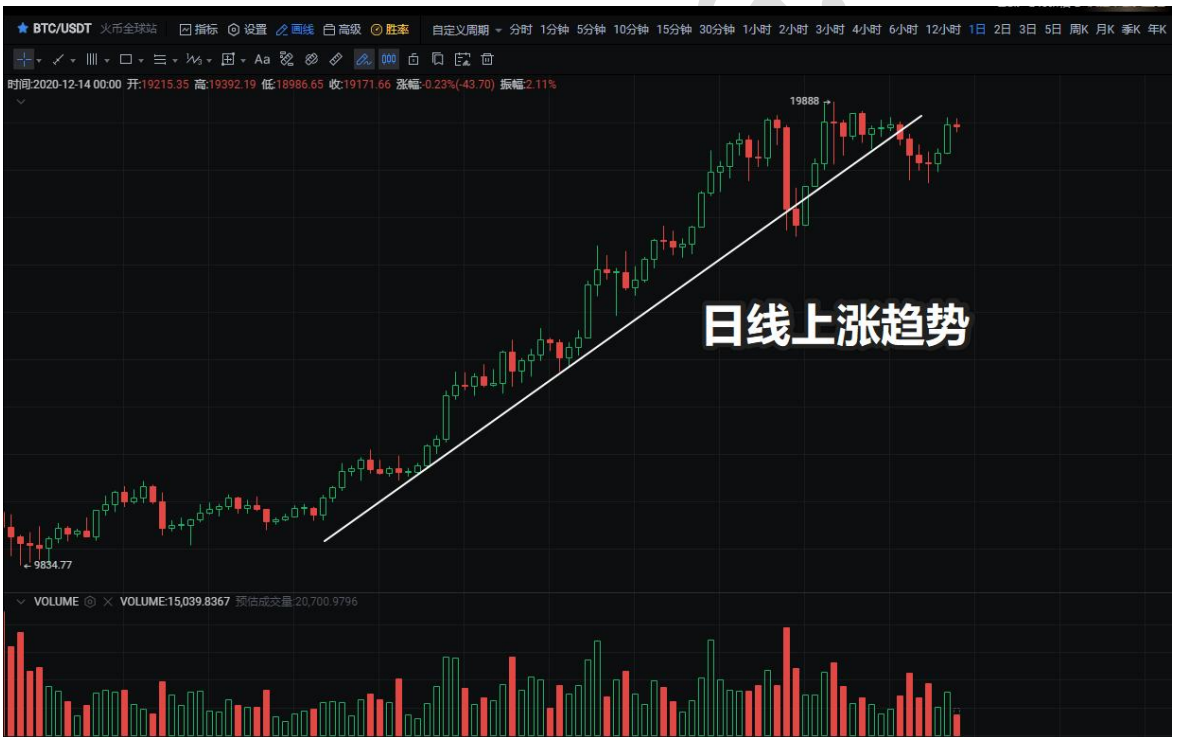 BTC/USDT 火币全球站 指标 设置 画线 高级 胜率 自定义周期 分时 1分钟 5分钟 10分钟 15分钟 30分钟 1小时 2小时 3小时 4小时 6小时 12小时 1日 2日 3日 5日 周K 月K 季K 年K
Aa
时间:2020-12-14 00:00 开:19215.35 高:19392.19 低:18986.65 收:19171.66 涨幅:-0.23%(-43.70) 振幅:2.11%
19888
日线上涨趋势
9834.77
VOLUME VOLUME:15,039.8367 预估成交量:20,700.9796